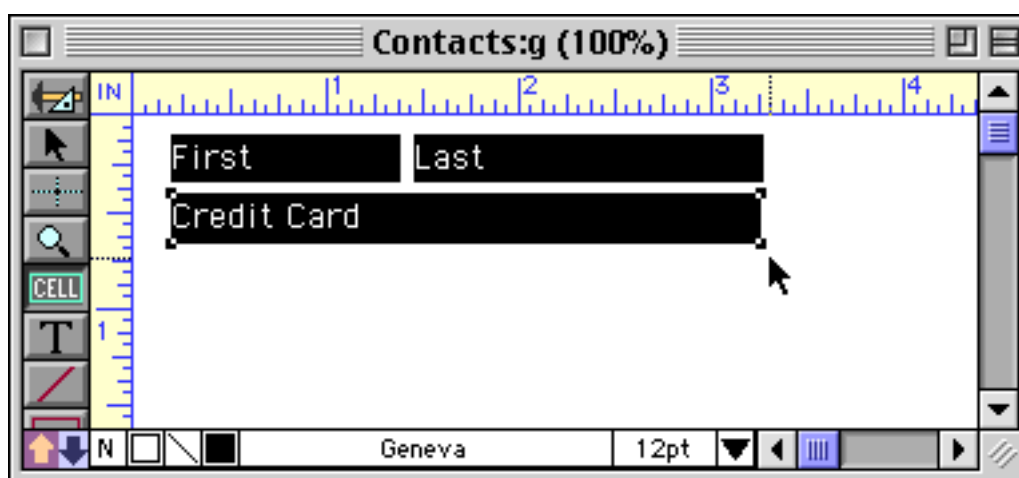 Contacts:g (100%)
IN 1 2 3 4
First Last
Credit Card
CELL
T
1
N Geneva 12pt